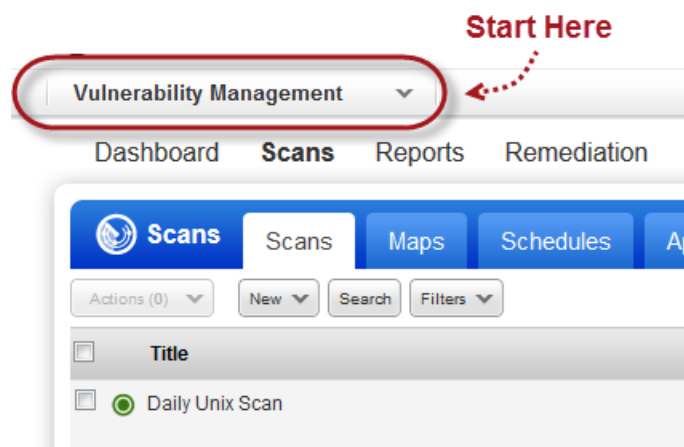 Start Here
Vulnerability Management
Dashboard Scans Reports Remediation
Scans Scans Maps Schedules
Actions (0) New Search Filters
Title
Daily Unix Scan